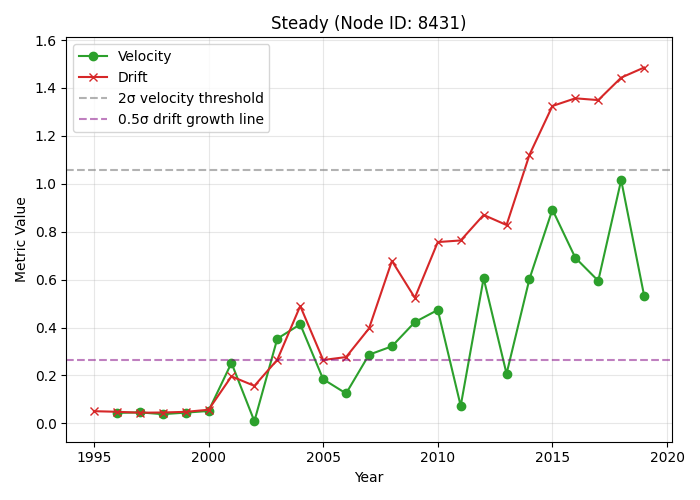 Steady (Node ID: 8431)
Velocity
Drift
2σ velocity threshold
0.5σ drift growth line
1.6
1.4
1.2
1.0
0.8
0.6
0.4
0.2
0.0
Metric Value
1995 2000 2005 2010 2015 2020
Year